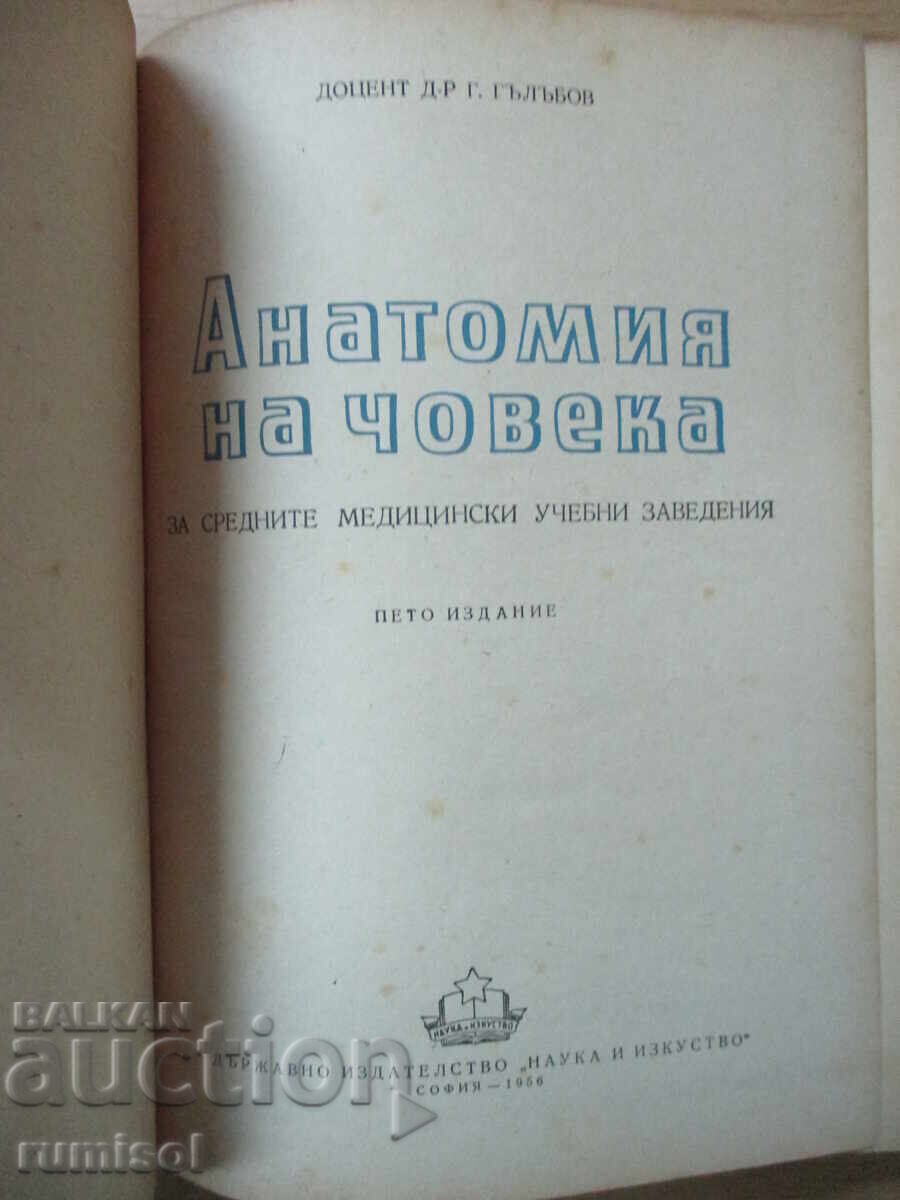 ДОЦЕНТ Д-Р Г. ГЪЛЪБОВ
Анатомия
на човека
ЗА СРЕДНИТЕ МЕДИЦИНСКИ УЧЕБНИ ЗАВЕДЕНИЯ
ПЕТО ИЗДАНИЕ
НАУКА И ИЗКУСТВО
ДЪРЖАВНО ИЗДАТЕЛСТВО „НАУКА И ИЗКУСТВО"
СОФИЯ — 1956
BALKAN
auction
rumisol